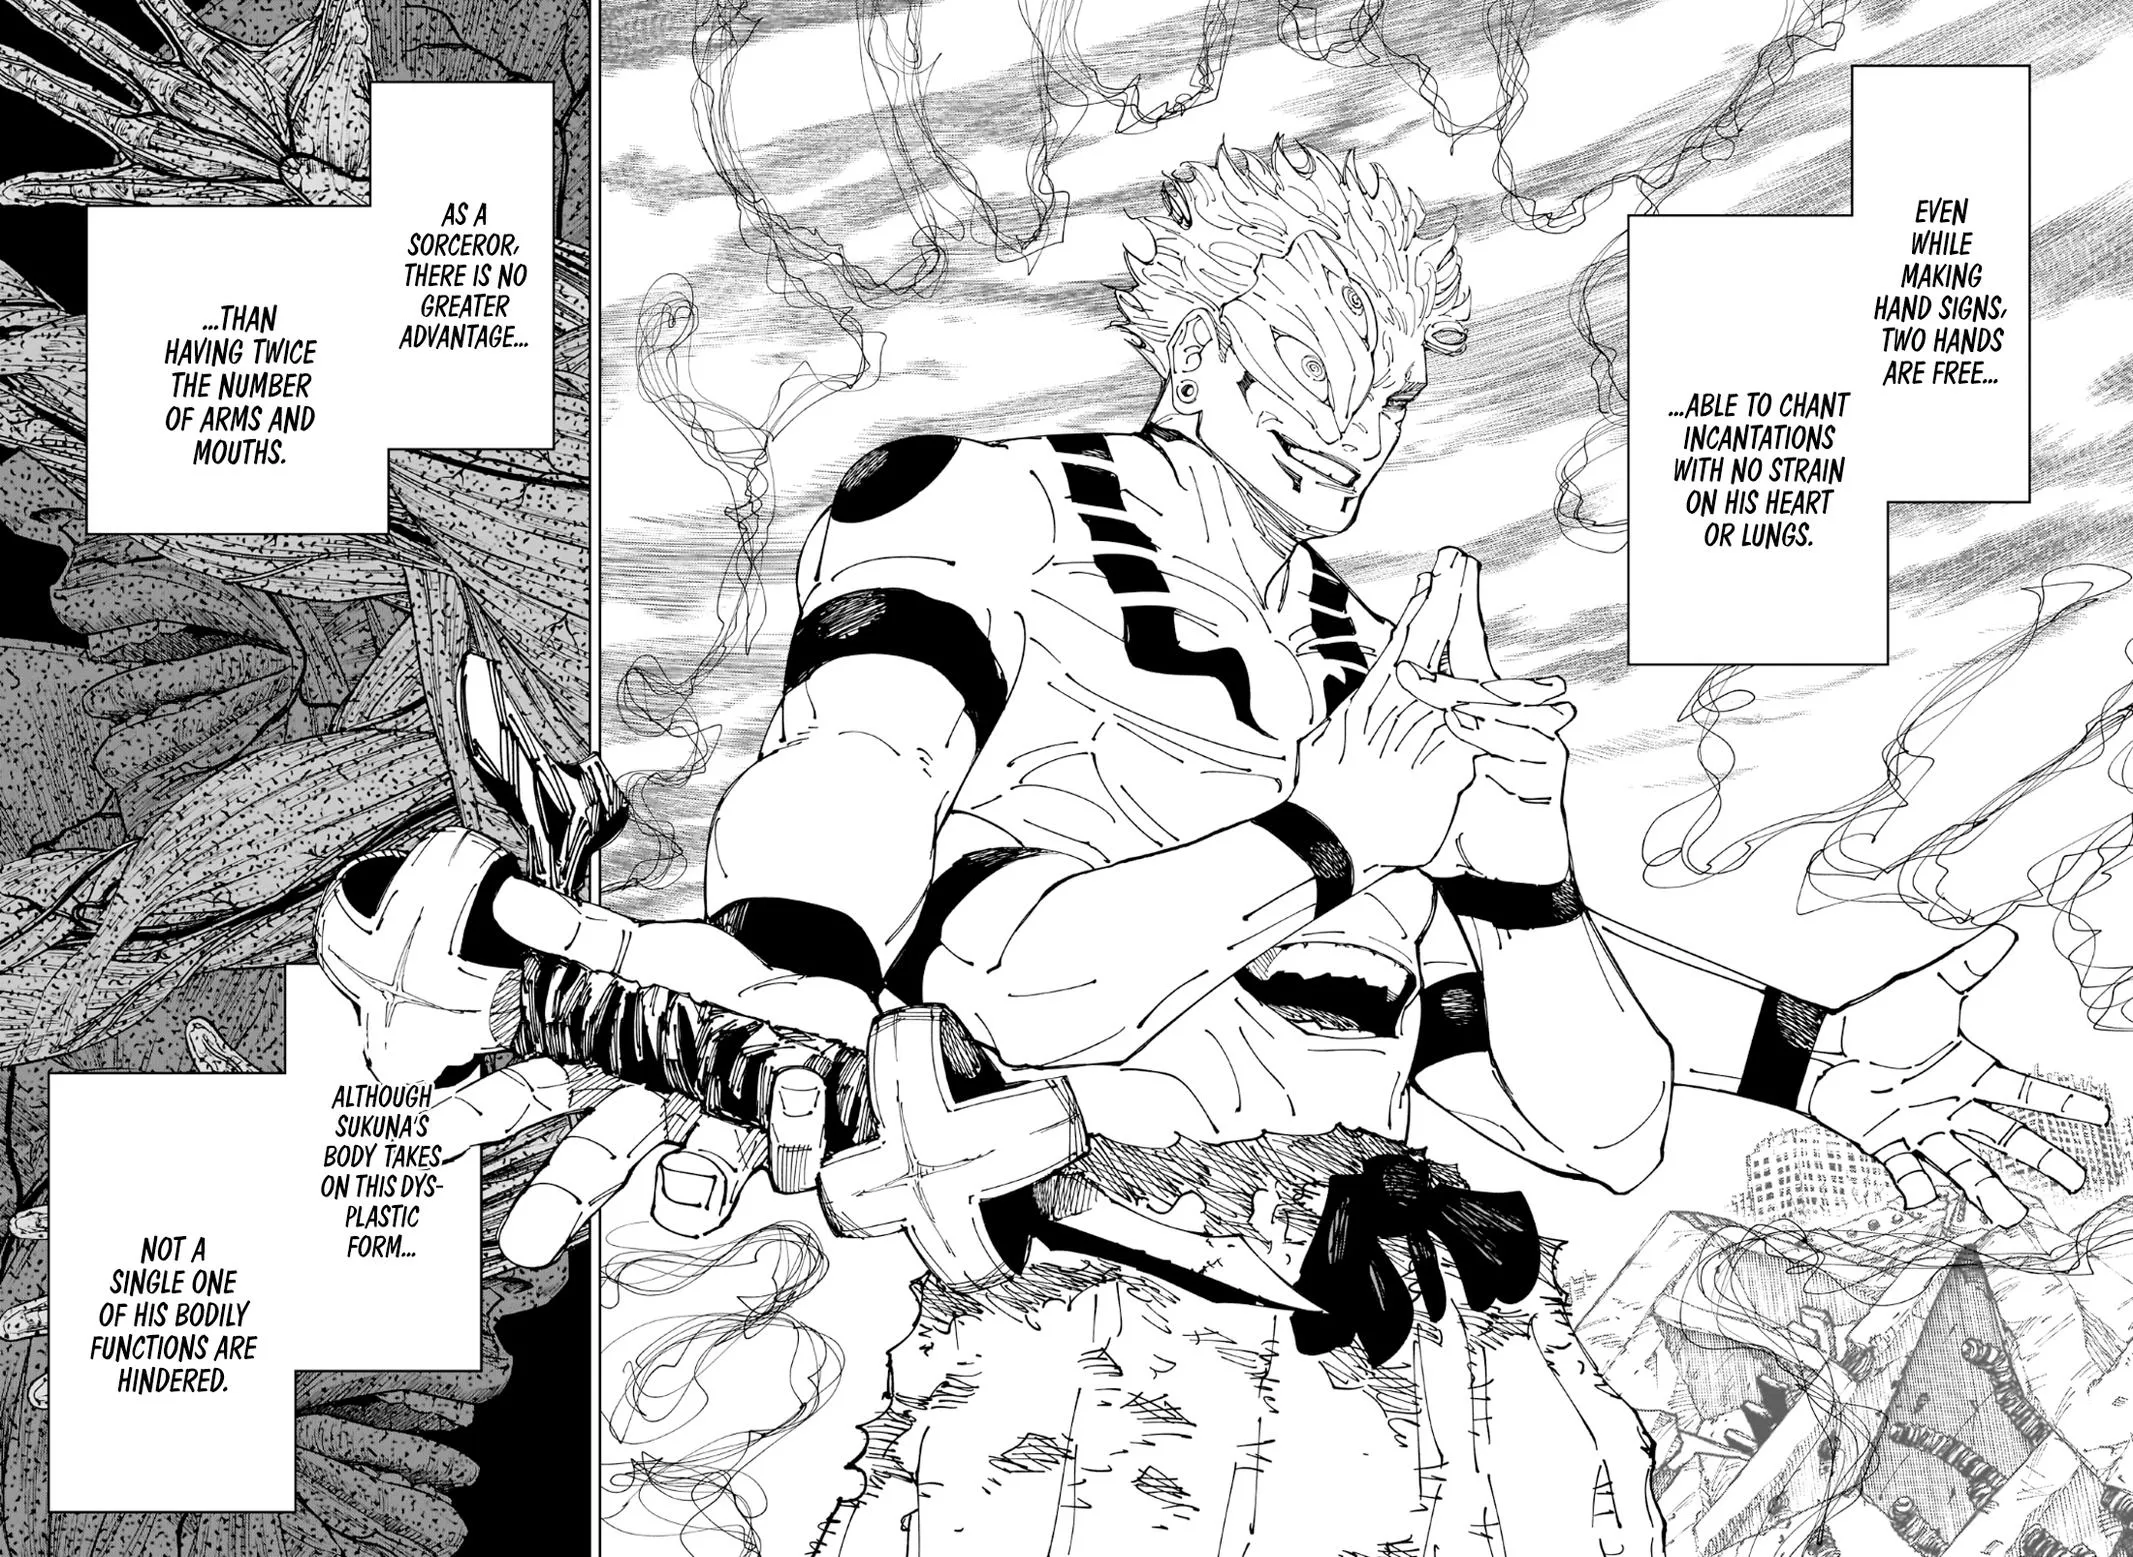 EVEN
WHILE
MAKING
HAND SIGNS,
TWO HANDS
ARE FREE...
...ABLE TO CHANT
INCANTATIONS
WITH NO STRAIN
ON HIS HEART
OR LUNGS.
AS A
SORCEROR,
THERE IS NO
GREATER
ADVANTAGE...
...THAN
HAVING TWICE
THE NUMBER
OF ARMS AND
MOUTHS.
ALTHOUGH
SUKUNA'S
BODY TAKES
ON THIS DYS-
PLASTIC
FORM...
NOT A
SINGLE ONE
OF HIS BODILY
FUNCTIONS ARE
HINDERED.